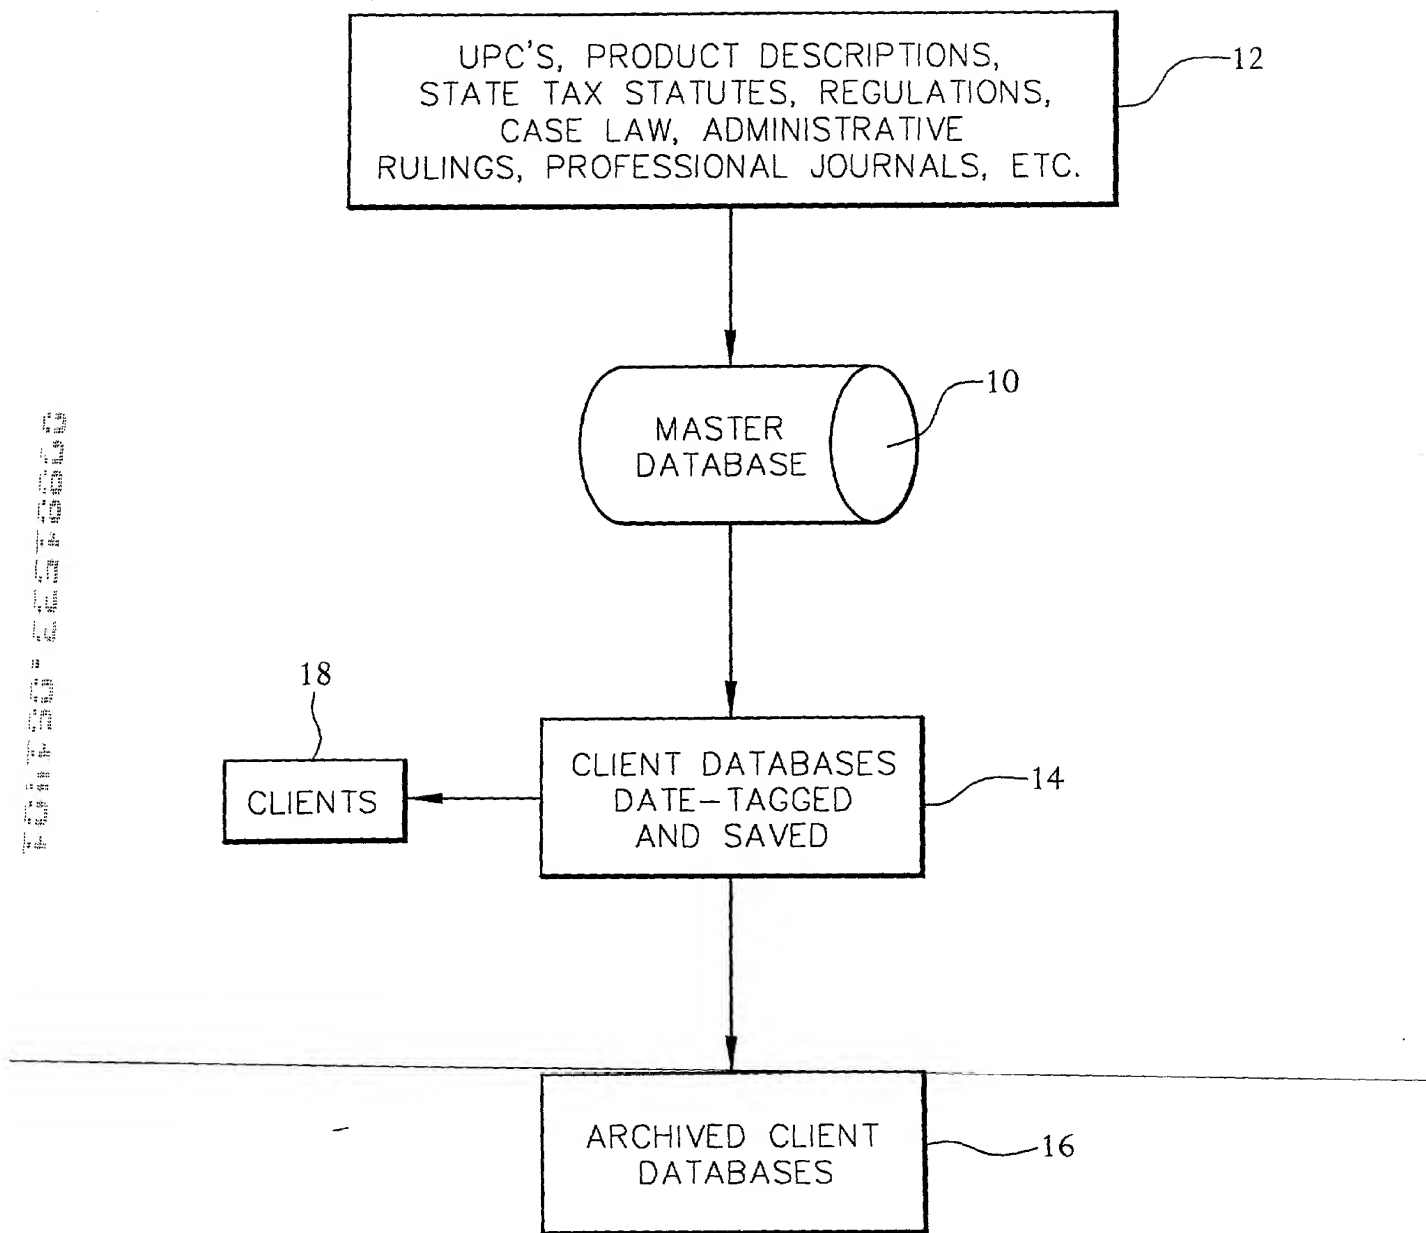 UPC'S, PRODUCT DESCRIPTIONS,
STATE TAX STATUTES, REGULATIONS,
CASE LAW, ADMINISTRATIVE
RULINGS, PROFESSIONAL JOURNALS, ETC.
12
MASTER
DATABASE
10
18
CLIENTS
CLIENT DATABASES
DATE-TAGGED
AND SAVED
14
ARCHIVED CLIENT
DATABASES
16